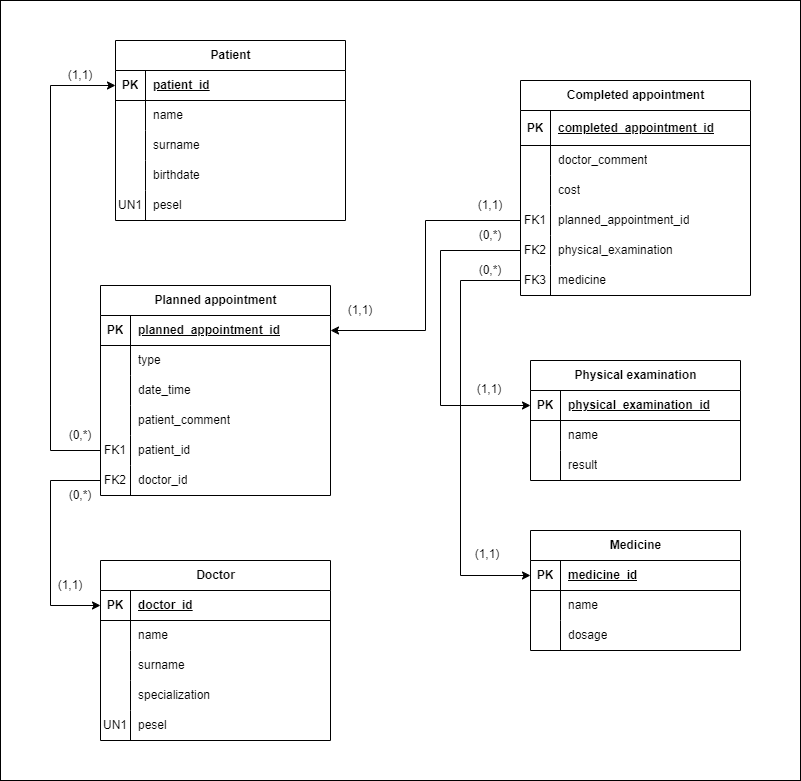 Patient
(1,1)
PK patient_id
name
surname
birthdate
UN1 pesel
Completed appointment
PK completed_appointment_id
doctor_comment
cost
(1,1)
FK1 planned_appointment_id
(0,*)
FK2 physical_examination
(0,*)
FK3 medicine
Planned appointment
(1,1)
PK planned_appointment_id
type
date_time
patient_comment
(0,*)
FK1 patient_id
FK2 doctor_id
(0,*)
Physical examination
(1,1)
PK physical_examination_id
name
result
Medicine
(1,1)
PK medicine_id
name
dosage
Doctor
(1,1)
PK doctor_id
name
surname
specialization
UN1 pesel